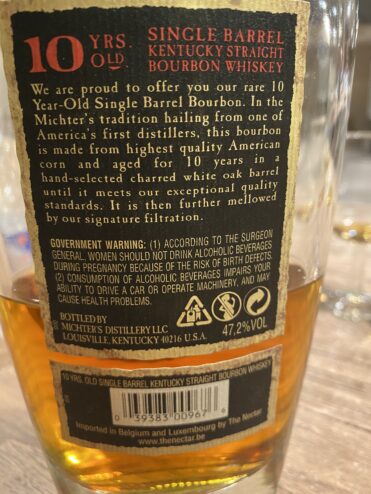 10 YRS. OLD
SINGLE BARREL
KENTUCKY STRAIGHT
BOURBON WHISKEY
We are proud to offer you our rare 10
Year-Old Single Barrel Bourbon. In the
Michter's tradition hailing from one of
America's first distillers, this bourbon
is made from highest quality American
corn and aged for 10 years in a
hand-selected charred white oak barrel
until it meets our exceptional quality
standards. It is then further mellowed
by our signature filtration.
GOVERNMENT WARNING: (1) ACCORDING TO THE SURGEON
GENERAL, WOMEN SHOULD NOT DRINK ALCOHOLIC BEVERAGES
DURING PREGNANCY BECAUSE OF THE RISK OF BIRTH DEFECTS.
(2) CONSUMPTION OF ALCOHOLIC BEVERAGES IMPAIRS YOUR
ABILITY TO DRIVE A CAR OR OPERATE MACHINERY, AND MAY
CAUSE HEALTH PROBLEMS.
BOTTLED BY
MICHTER'S DISTILLERY LLC
LOUISVILLE, KENTUCKY 40216 U.S.A.
47,2%VOL
10 YRS. OLD SINGLE BARREL KENTUCKY STRAIGHT BOURBON WHISKEY
0 39383 00967 6
Imported in Belgium and Luxembourg by The Nectar
www.thenectar.be